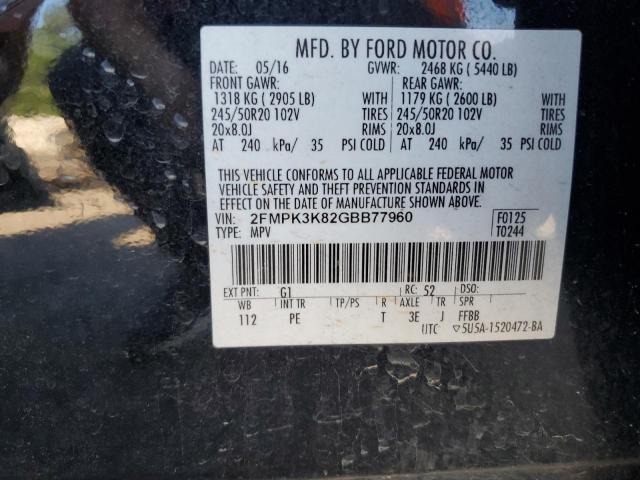 MFD. BY FORD MOTOR CO.
DATE: 05/16 GVWR: 2468 KG ( 5440 LB)
FRONT GAWR: REAR GAWR:
1318 KG ( 2905 LB) WITH 1179 KG ( 2600 LB) WITH
245/50R20 102V TIRES 245/50R20 102V TIRES
20x8.0J RIMS 20x8.0J RIMS
AT 240 kPa/ 35 PSI COLD AT 240 kPa/ 35 PSI COLD
THIS VEHICLE CONFORMS TO ALL APPLICABLE FEDERAL MOTOR
VEHICLE SAFETY AND THEFT PREVENTION STANDARDS IN
EFFECT ON THE DATE OF MANUFACTURE SHOWN ABOVE.
VIN: 2FMPK3K82GBB77960 F0125
TYPE: MPV T0244
EXT PNT: G1 RC: 52 DSO:
WB INT TR TP/PS R AXLE TR SPR
112 PE T 3E J FFBB
UTC ▽5U5A-1520472-BA